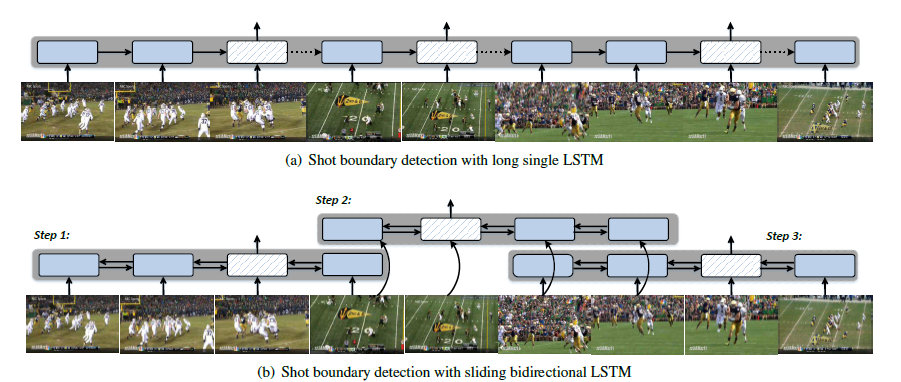 (a) Shot boundary detection with long single LSTM
Step 2:
Step 1:
Step 3:
(b) Shot boundary detection with sliding bidirectional LSTM